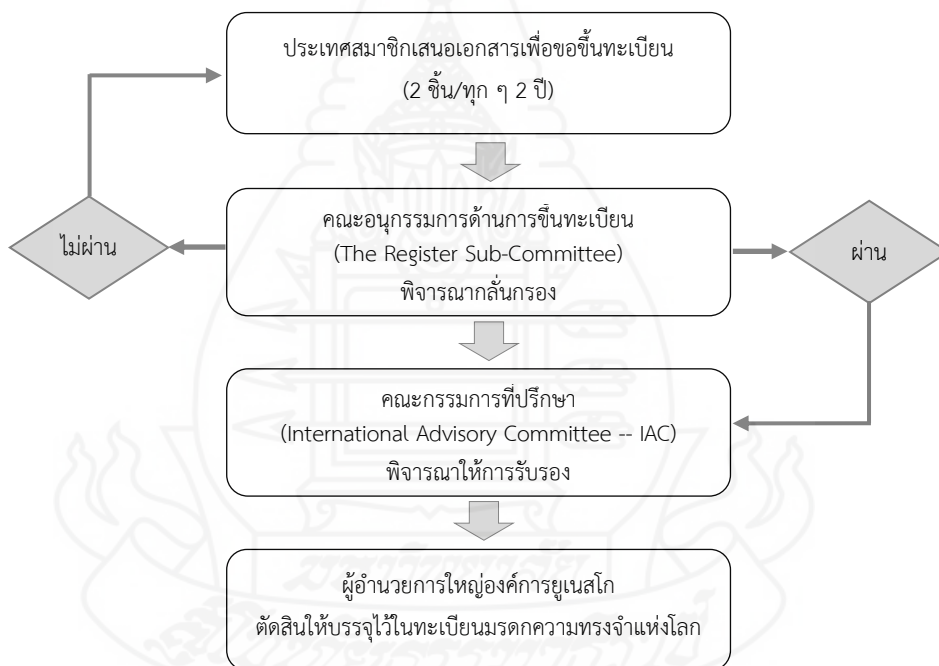 ประเทศสมาชิกเสนอเอกสารเพื่อขอขึ้นทะเบียน
(2 ชิ้น/ทุก ๆ 2 ปี)
ไม่ผ่าน
คณะอนุกรรมการด้านการขึ้นทะเบียน
(The Register Sub-Committee)
พิจารณากลั่นกรอง
ผ่าน
คณะกรรมการที่ปรึกษา
(International Advisory Committee -- IAC)
พิจารณาให้การรับรอง
ผู้อำนวยการใหญ่องค์การยูเนสโก
ตัดสินให้บรรจุไว้ในทะเบียนมรดกความทรงจำแห่งโลก